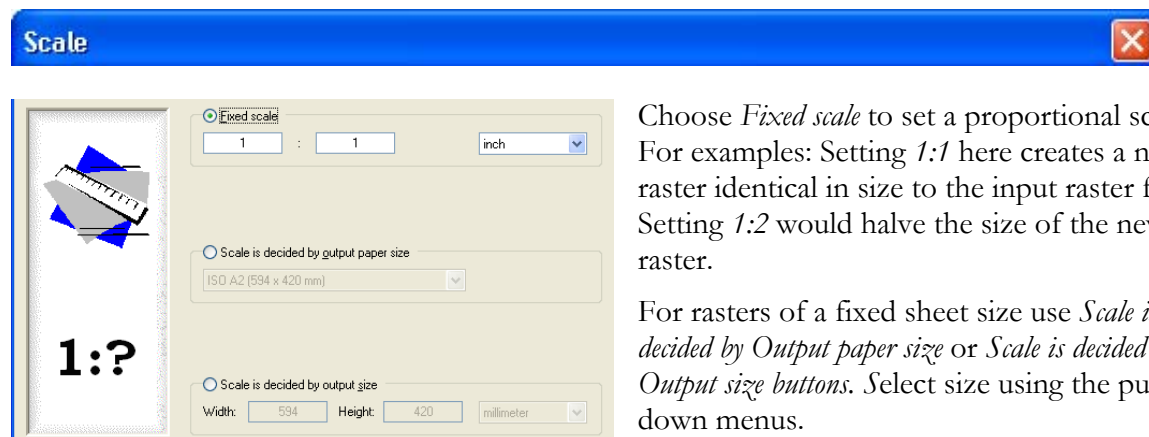 Scale
Fixed scale
1 : 1 inch
Scale is decided by output paper size
ISO A2 (594 x 420 mm)
1:?
Scale is decided by output size
Width: 594 Height: 420 millimeter
Choose Fixed scale to set a proportional
For examples: Setting 1:1 here creates a
raster identical in size to the input raster
Setting 1:2 would halve the size of the
raster.
For rasters of a fixed sheet size use Scale
decided by Output paper size or Scale is decided
Output size buttons. Select size using the
down menus.